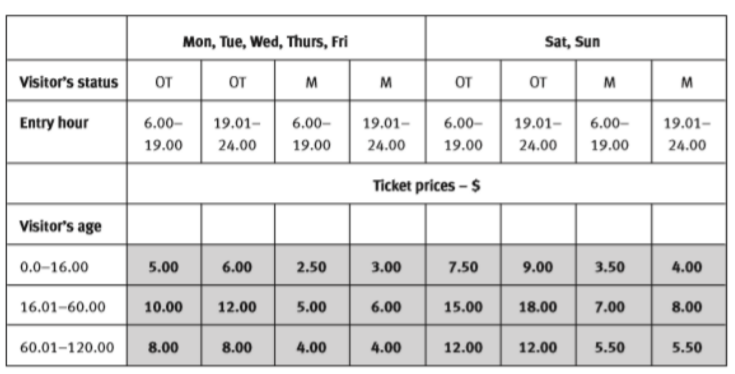 Mon, Tue, Wed, Thurs, Fri Sat, Sun
Visitor's status OT OT M M OT OT M M
Entry hour 6.00– 19.01– 6.00– 19.01– 6.00– 19.01– 6.00– 19.01–
19.00 24.00 19.00 24.00 19.00 24.00 19.00 24.00
Ticket prices – $
Visitor's age
0.0–16.00 5.00 6.00 2.50 3.00 7.50 9.00 3.50 4.00
16.01–60.00 10.00 12.00 5.00 6.00 15.00 18.00 7.00 8.00
60.01–120.00 8.00 8.00 4.00 4.00 12.00 12.00 5.50 5.50